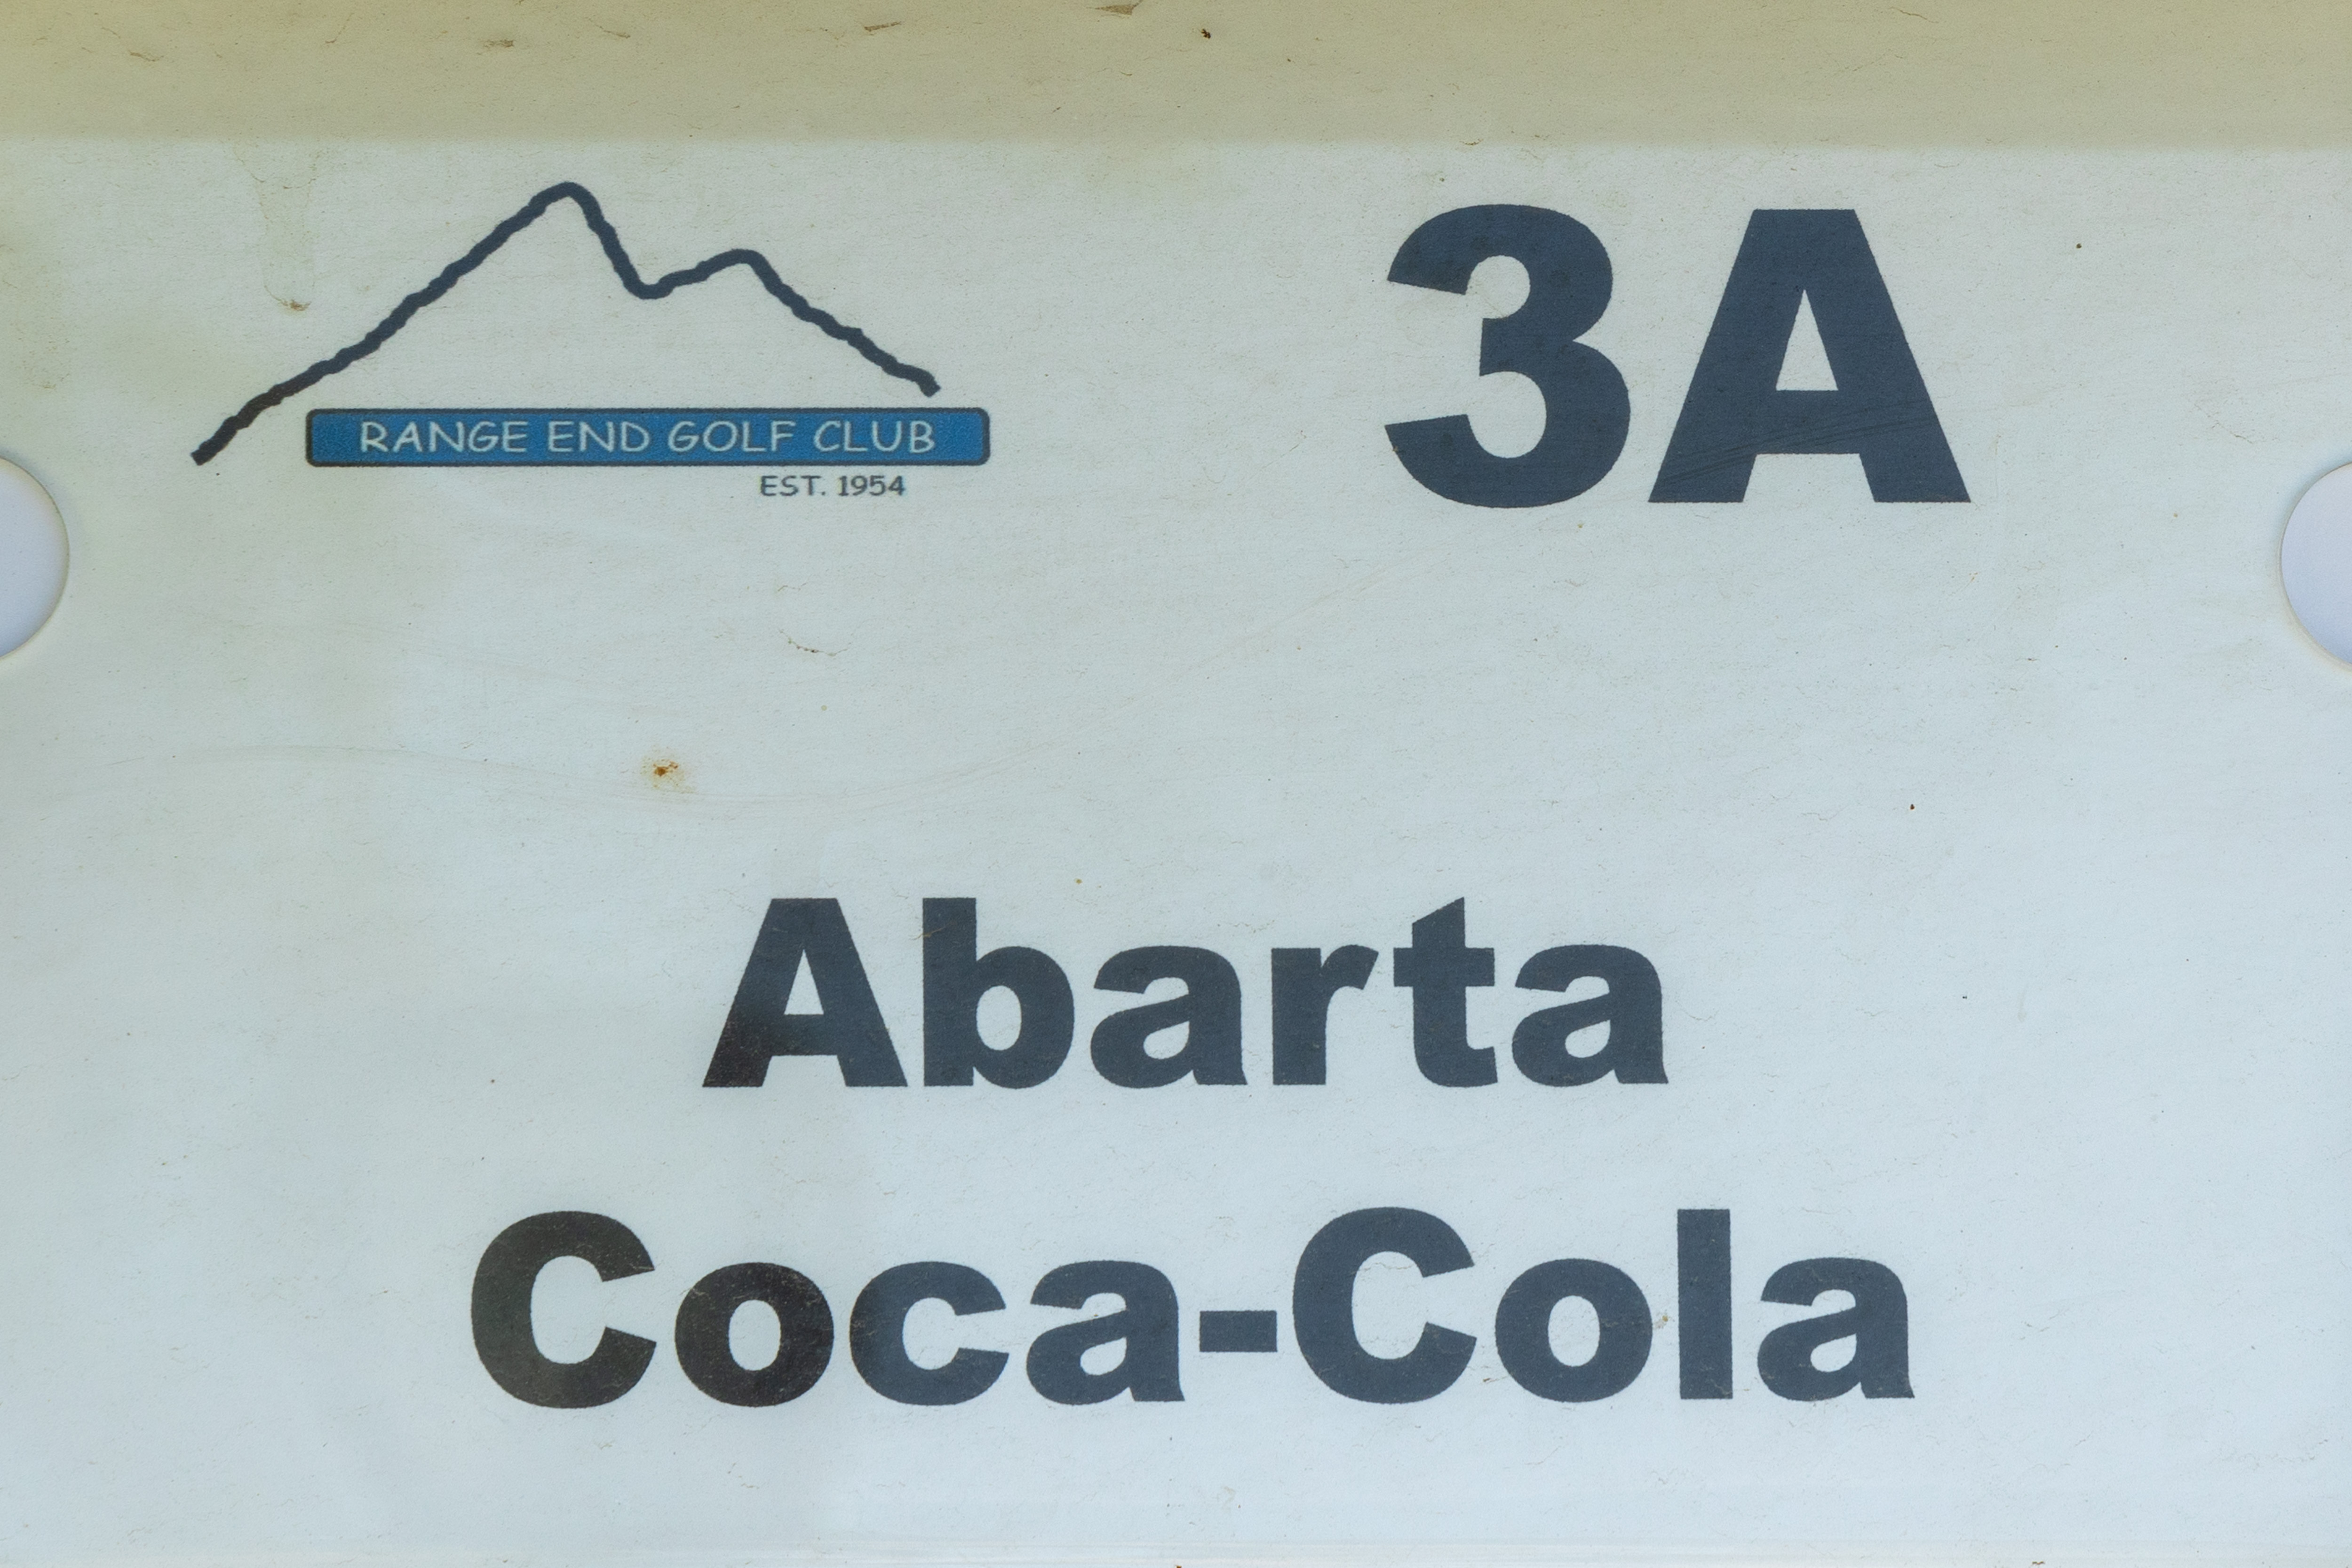 RANGE END GOLF CLUB
EST. 1954
3A
Abarta
Coca-Cola